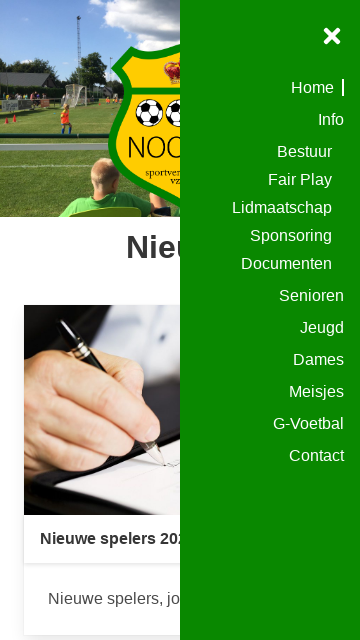 Home
Info
Bestuur
Fair Play
Lidmaatschap
Sponsoring
Documenten
Senioren
Jeugd
Dames
Meisjes
G-Voetbal
Contact
NOO
sportver
vz
Nieu
Nieuwe spelers 202
Nieuwe spelers, jo